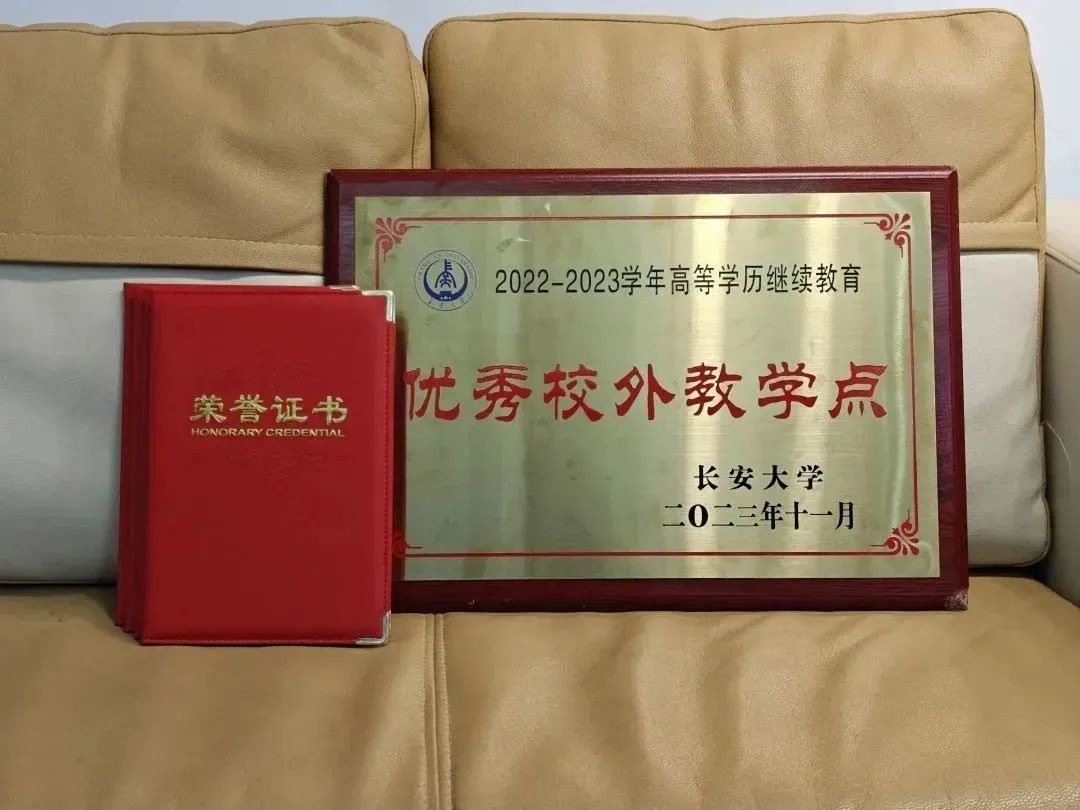 荣誉证书
HONORARY CREDENTIAL
2022-2023学年高等学历继续教育
优秀校外教学点
长安大学
二〇二三年十一月